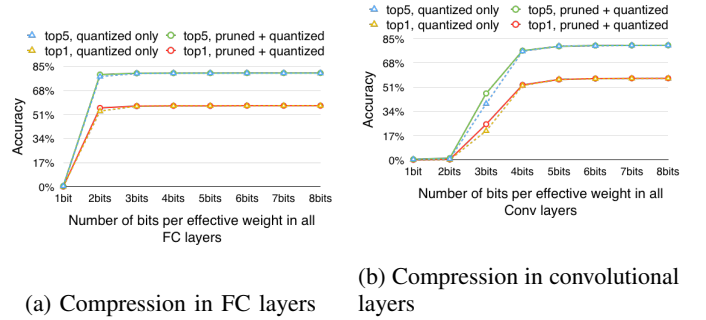 top5, quantized only
top5, pruned + quantized
top1, quantized only
top1, pruned + quantized
85%
68%
51%
34%
17%
0%
Accuracy
1bit 2bits 3bits 4bits 5bits 6bits 7bits 8bits
Number of bits per effective weight in all
FC layers
(a) Compression in FC layers
top5, quantized only
top5, pruned + quantized
top1, quantized only
top1, pruned + quantized
85%
68%
51%
34%
17%
0%
Accuracy
1bit 2bits 3bits 4bits 5bits 6bits 7bits 8bits
Number of bits per effective weight in all
Conv layers
(b) Compression in convolutional
layers